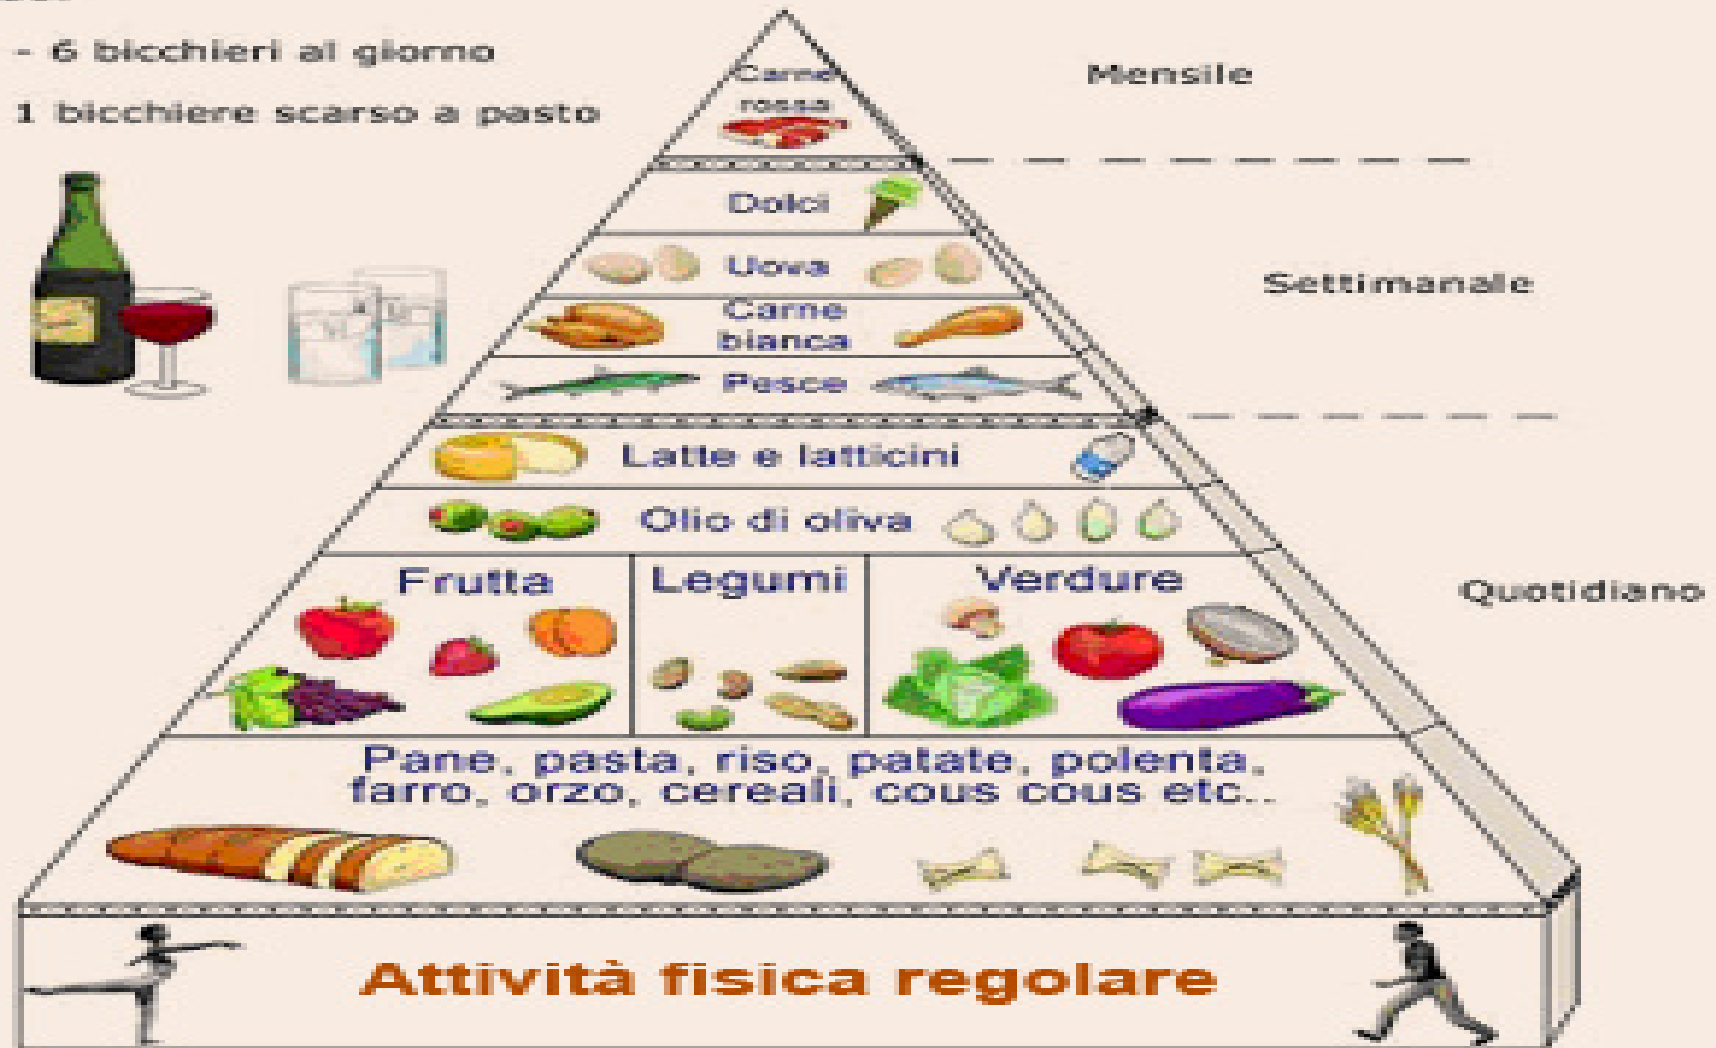 - 6 bicchieri al giorno
1 bicchiere scarso a pasto
Carne
rossa
Mensile
Dolci
Uova
Settimanale
Carne
bianca
Pesce
Latte e latticini
Olio di oliva
Frutta
Legumi
Verdure
Quotidiano
Pane, pasta, riso, patate, polenta,
farro, orzo, cereali, cous cous etc..
Attività fisica regolare